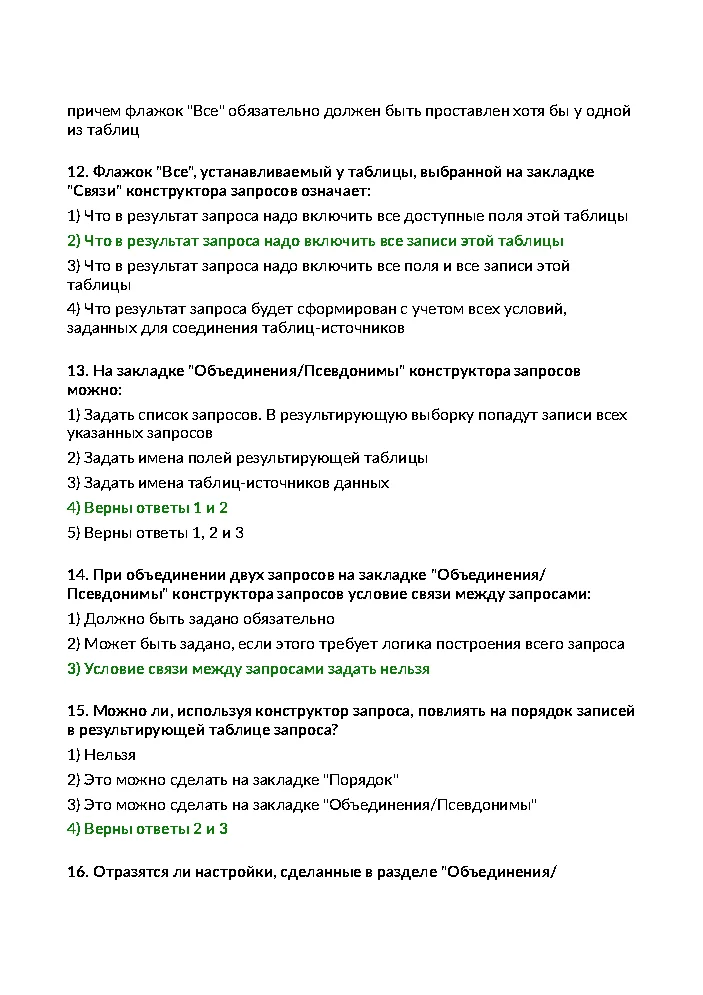 причем флажок "Все" обязательно должен быть проставлен хотя бы у одной
из таблиц
12. Флажок "Все", устанавливаемый у таблицы, выбранной на закладке
"Связи" конструктора запросов означает:
1) Что в результат запроса надо включить все доступные поля этой таблицы
2) Что в результат запроса надо включить все записи этой таблицы
3) Что в результат запроса надо включить все поля и все записи этой
таблицы
4) Что результат запроса будет сформирован с учетом всех условий,
заданных для соединения таблиц-источников
13. На закладке "Объединения/Псевдонимы" конструктора запросов
можно:
1) Задать список запросов. В результирующую выборку попадут записи всех
указанных запросов
2) Задать имена полей результирующей таблицы
3) Задать имена таблиц-источников данных
4) Верны ответы 1 и 2
5) Верны ответы 1, 2 и 3
14. При объединении двух запросов на закладке "Объединения/
Псевдонимы" конструктора запросов условие связи между запросами:
1) Должно быть задано обязательно
2) Может быть задано, если этого требует логика построения всего запроса
3) Условие связи между запросами задать нельзя
15. Можно ли, используя конструктор запроса, повлиять на порядок записей
в результирующей таблице запроса?
1) Нельзя
2) Это можно сделать на закладке "Порядок"
3) Это можно сделать на закладке "Объединения/Псевдонимы"
4) Верны ответы 2 и 3
16. Отразятся ли настройки, сделанные в разделе "Объединения/